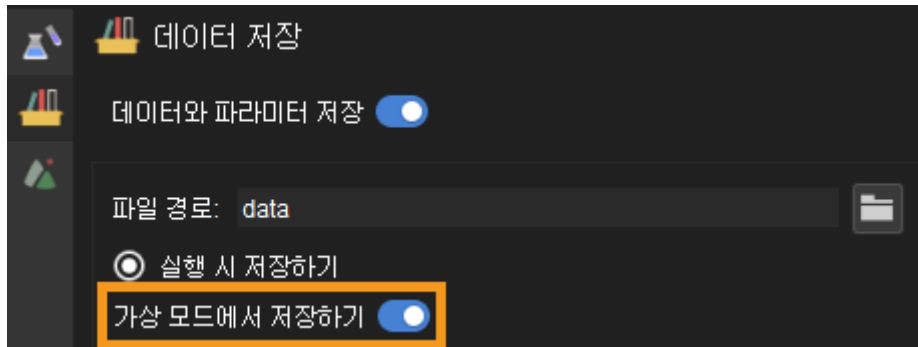 데이터 저장
데이터와 파라미터 저장
파일 경로: data
실행 시 저장하기
가상 모드에서 저장하기